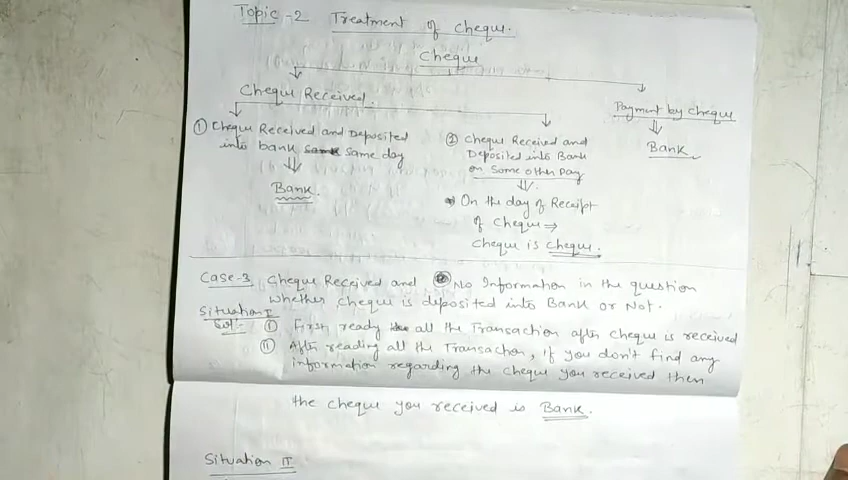 Topic-2 Treatment of Cheque.
Cheque
Cheque Received.
Payment by Cheque
Bank
① Cheque Received and Deposited
into bank same day
Bank.
② Cheque Received and
Deposited into Bank
on Some other Day
On the day of Receipt
of Cheque ⇒
Cheque is Cheque.
Case-3 Cheque Received and No Information in the question
whether cheque is deposited into Bank or Not.
Situation I
Sol:- Ⓘ First ready all the Transaction after cheque is received
Ⓘⓘ After reading all the Transaction, if you don't find any
information regarding the cheque you received then
the cheque you received is Bank.
Situation II